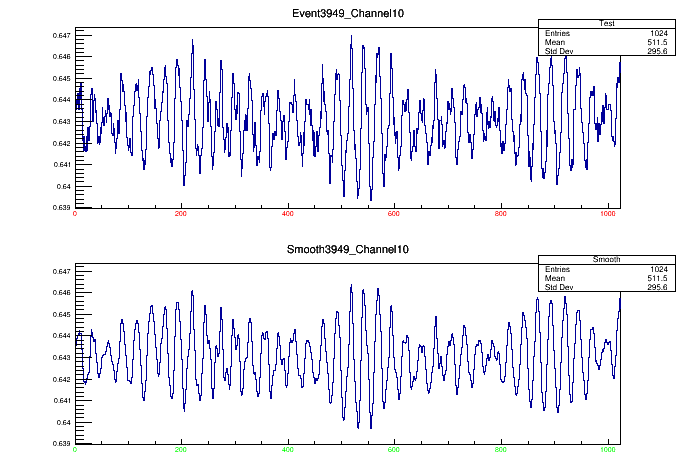 Event3949_Channel10
Test
Entries 1024
Mean 511.5
Std Dev 295.6
0.647
0.646
0.645
0.644
0.643
0.642
0.641
0.64
0.639
0 200 400 600 800 1000
Smooth3949_Channel10
Smooth
Entries 1024
Mean 511.5
Std Dev 295.6
0.647
0.646
0.645
0.644
0.643
0.642
0.641
0.64
0.639
0 200 400 600 800 1000